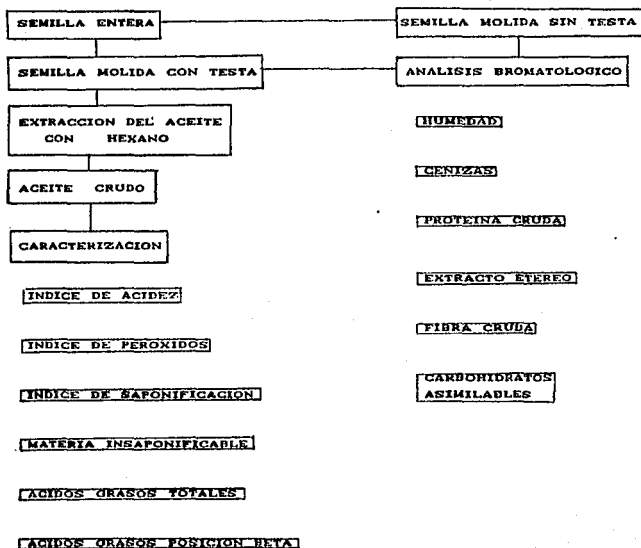 SEMILLA ENTERA
SEMILLA MOLIDA SIN TESTA
SEMILLA MOLIDA CON TESTA
ANALISIS BROMATOLOGICO
EXTRACCION DEL ACEITE
CON HEXANO
ACEITE CRUDO
CARACTERIZACION
INDICE DE ACIDEZ
INDICE DE PEROXIDOS
INDICE DE SAPONIFICACION
MATERIA INSAPONIFICABLE
ACIDOS GRASOS TOTALES
ACIDOS GRASOS POSICION BETA
HUMEDAD
CENIZAS
PROTEINA CRUDA
EXTRACTO ETEREO
FIBRA CRUDA
CARBOHIDRATOS
ASIMILABLES